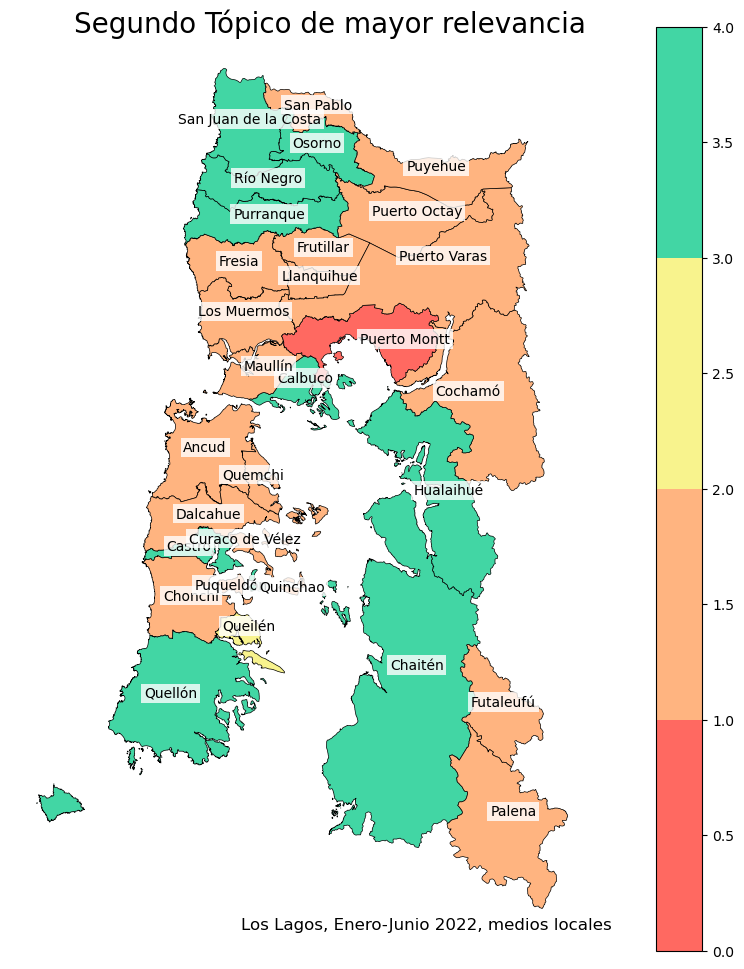 Segundo Tópico de mayor relevancia
4.0
San Pablo
San Juan de la Costa
Osorno
3.5
Puyehue
Río Negro
Puerto Octay
Purranque
Frutillar
Puerto Varas
Fresia
3.0
Llanquihue
Los Muermos
Puerto Montt
Maullín
Calbuco
2.5
Cochamó
Ancud
Quemchi
Hualaihué
2.0
Dalcahue
Curaco de Vélez
Castro
Puqueldó
Quinchao
Chonchi
1.5
Queilén
Chaitén
Quellón
Futaleufú
1.0
Palena
0.5
Los Lagos, Enero-Junio 2022, medios locales
0.0